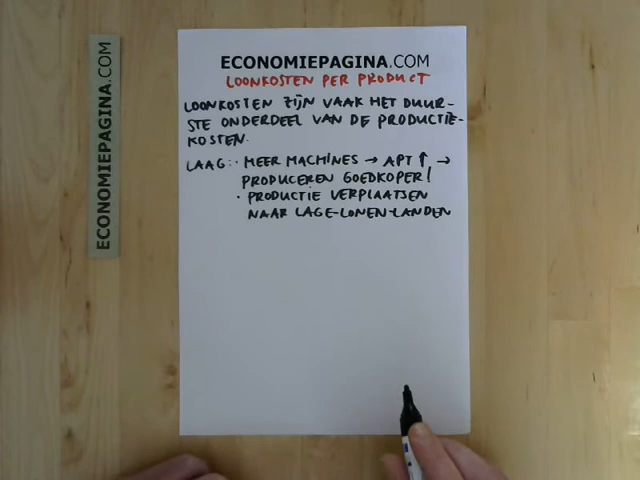 ECONOMIEPAGINA.COM
ECONOMIEPAGINA.COM
LOONKOSTEN PER PRODUCT
LOONKOSTEN ZIJN VAAK HET DUUR-
STE ONDERDEEL VAN DE PRODUCTIE-
KOSTEN.
LAAG: · MEER MACHINES → APT ↑ →
PRODUCEREN GOEDKOPER!
· PRODUCTIE VERPLAATSEN
NAAR LAGE-LONEN-LANDEN